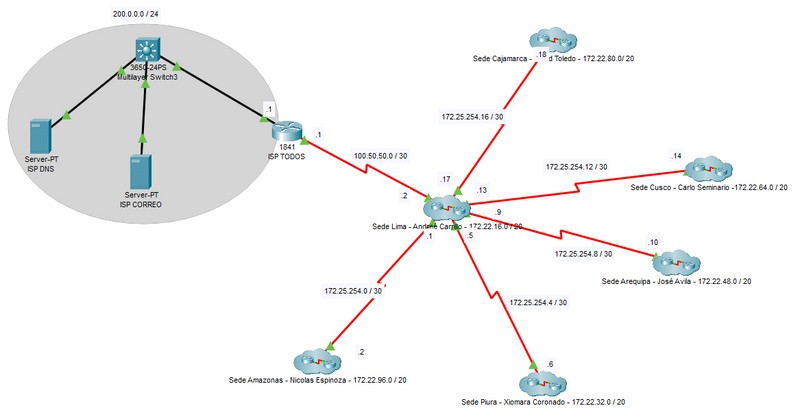 200.0.0.0 / 24
3650-24PS
Multilayer Switch3
.1
Server-PT
ISP DNS
Server-PT
ISP CORREO
1841
ISP TODOS
.1
100.50.50.0 / 30
.2
.18
Sede Cajamarca - d Toledo - 172.22.80.0/ 20
172.25.254.16 / 30
.17
.13
172.25.254.12 / 30
.14
Sede Cusco - Carlo Seminario -172.22.64.0 / 20
.9
Sede Lima - Carrillo - 172.22.16.0 / 20
.1
.5
172.25.254.8 / 30
.10
Sede Arequipa - José Avila - 172.22.48.0 / 20
172.25.254.0 / 30
172.25.254.4 / 30
.2
Sede Amazonas - Nicolas Espinoza - 172.22.96.0 / 20
.6
Sede Piura - Xiomara Coronado - 172.22.32.0 / 20